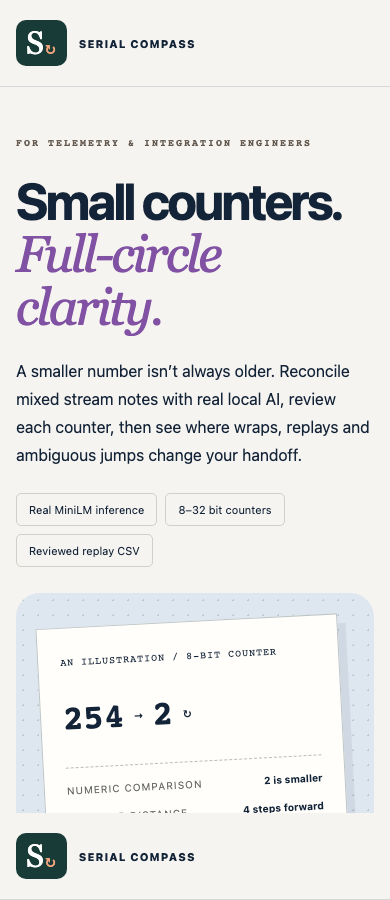 S↻ SERIAL COMPASS
FOR TELEMETRY & INTEGRATION ENGINEERS
Small counters.
Full-circle
clarity.
A smaller number isn’t always older. Reconcile
mixed stream notes with real local AI, review
each counter, then see where wraps, replays and
ambiguous jumps change your handoff.
Real MiniLM inference
8–32 bit counters
Reviewed replay CSV
AN ILLUSTRATION / 8-BIT COUNTER
254 → 2 ↻
NUMERIC COMPARISON 2 is smaller
DISTANCE 4 steps forward
S↻ SERIAL COMPASS